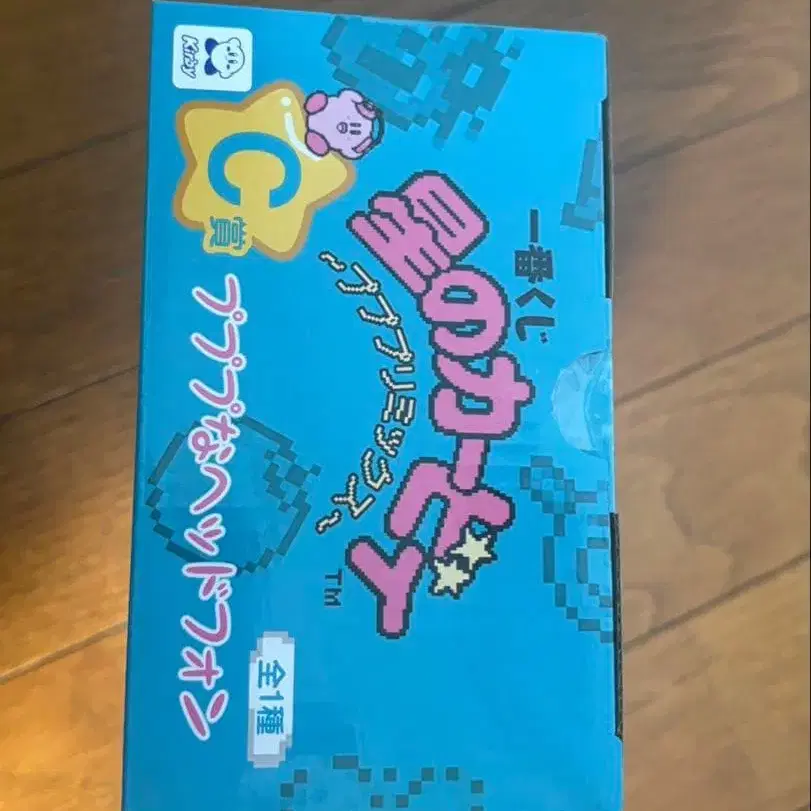 Kirby
一番くじ
星のカービィ
TM
～プププリミックス～
C賞
プププなヘッドフォン
全1種